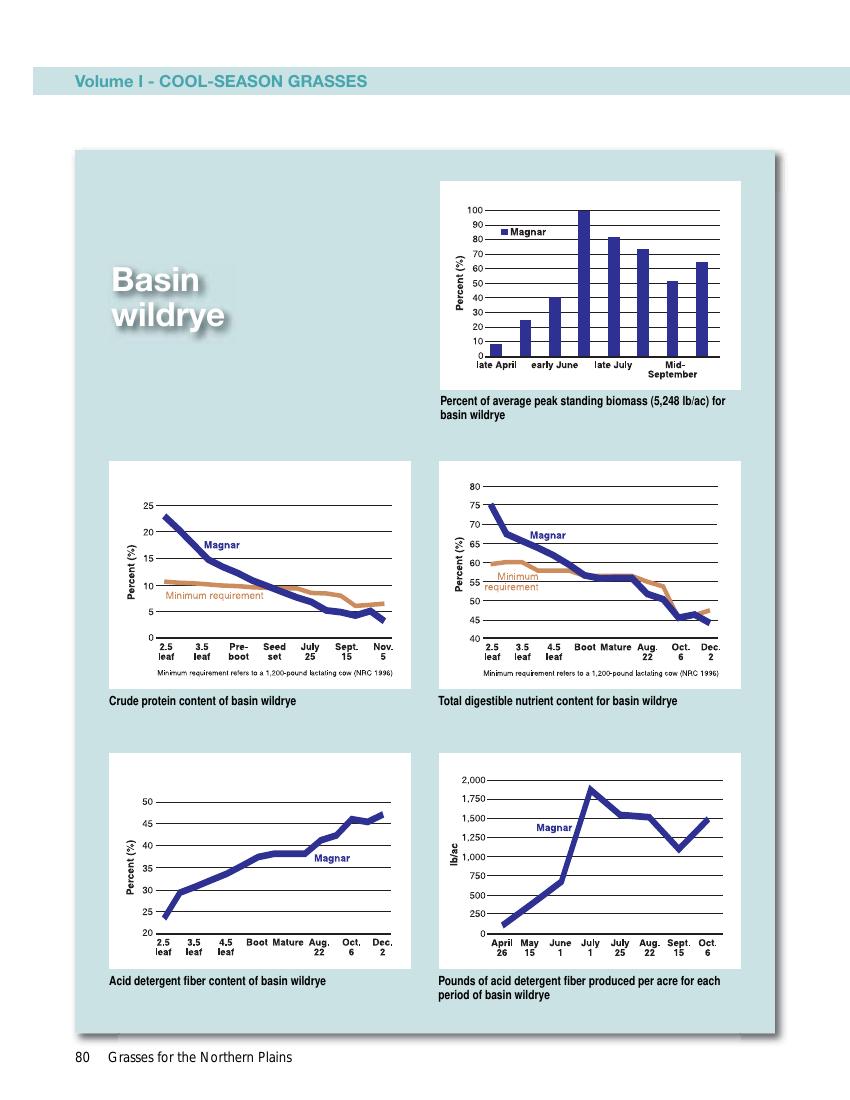 Volume I - COOL-SEASON GRASSES
Basin
wildrye
100
90
80
70
60
50
40
30
20
10
0
Percent (%)
Magnar
late April early June late July Mid-
September
Percent of average peak standing biomass (5,248 lb/ac) for
basin wildrye
25
20
15
10
5
0
Percent (%)
Magnar
Minimum requirement
2.5 3.5 Pre- Seed July Sept. Nov.
leaf leaf boot set 25 15 5
Minimum requirement refers to a 1,200-pound lactating cow (NRC 1996)
Crude protein content of basin wildrye
80
75
70
65
60
55
50
45
40
Percent (%)
Magnar
Minimum
requirement
2.5 3.5 4.5 Boot Mature Aug. Oct. Dec.
leaf leaf leaf 22 6 2
Minimum requirement refers to a 1,200-pound lactating cow (NRC 1996)
Total digestible nutrient content for basin wildrye
50
45
40
35
30
25
20
Percent (%)
Magnar
2.5 3.5 4.5 Boot Mature Aug. Oct. Dec.
leaf leaf leaf 22 6 2
Acid detergent fiber content of basin wildrye
2,000
1,750
1,500
1,250
1,000
750
500
250
0
lb/ac
Magnar
April May June July July Aug. Sept. Oct.
26 15 1 1 25 22 15 6
Pounds of acid detergent fiber produced per acre for each
period of basin wildrye
80 Grasses for the Northern Plains